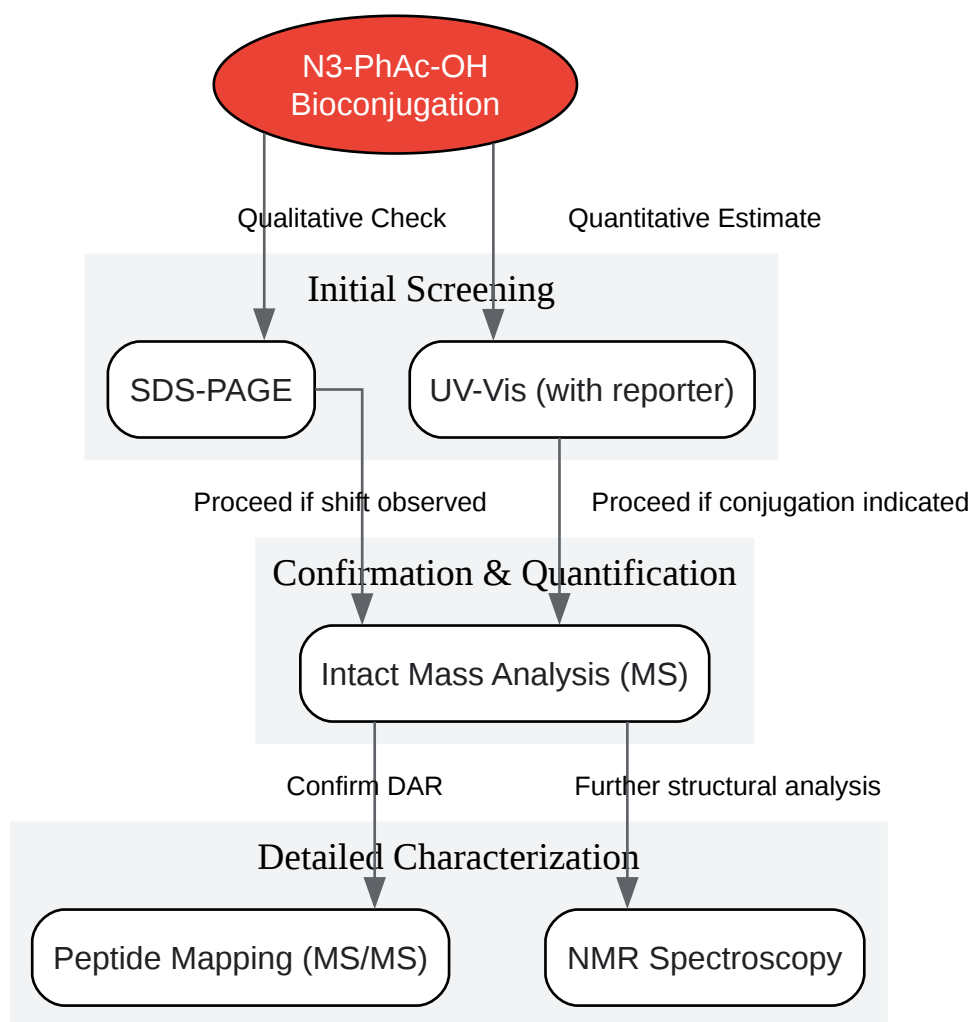 N3-PhAc-OH
Bioconjugation
Qualitative Check
Quantitative Estimate
Initial Screening
SDS-PAGE
UV-Vis (with reporter)
Proceed if shift observed
Proceed if conjugation indicated
Confirmation & Quantification
Intact Mass Analysis (MS)
Confirm DAR
Further structural analysis
Detailed Characterization
Peptide Mapping (MS/MS)
NMR Spectroscopy